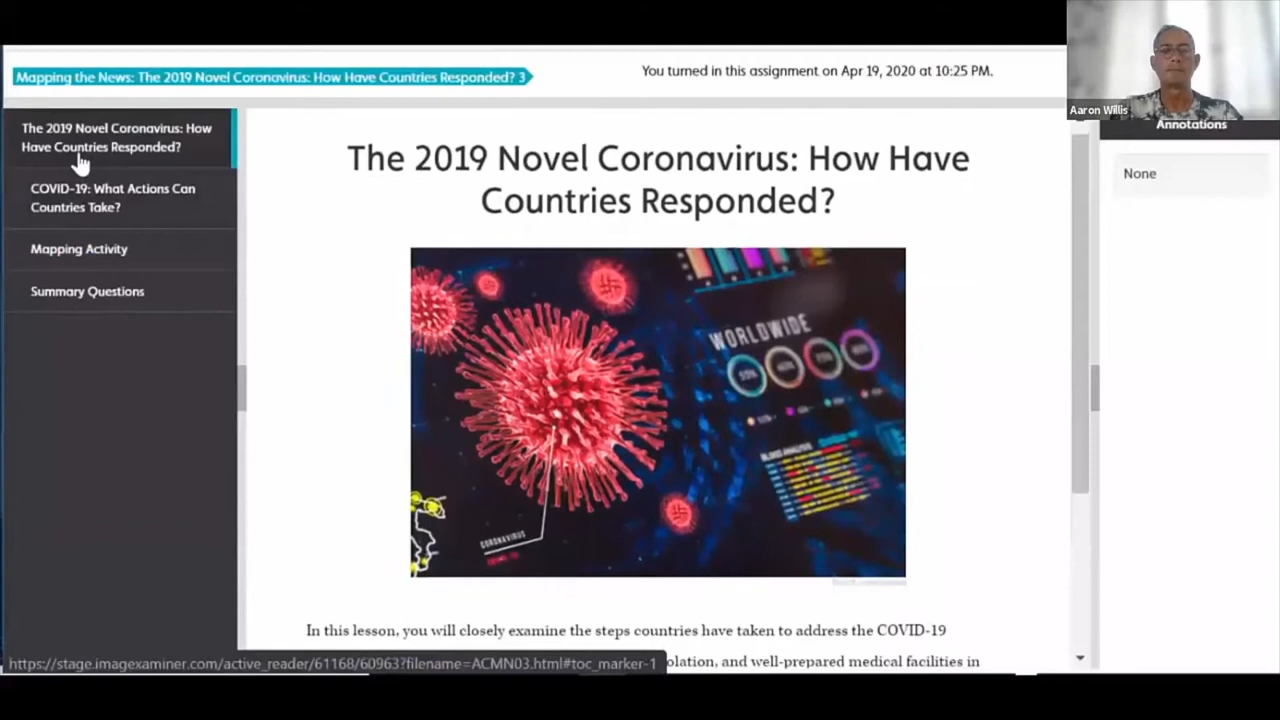 Mapping the News: The 2019 Novel Coronavirus: How Have Countries Responded? 3
You turned in this assignment on Apr 19, 2020 at 10:25 PM.
Aaron Willis
Annotations
None
The 2019 Novel Coronavirus: How
Have Countries Responded?
COVID-19: What Actions Can
Countries Take?
Mapping Activity
Summary Questions
The 2019 Novel Coronavirus: How Have
Countries Responded?
WORLDWIDE
CORONAVIRUS
In this lesson, you will closely examine the steps countries have taken to address the COVID-19
olation, and well-prepared medical facilities in
https://stage.imagexaminer.com/active_reader/61168/60963?filename=ACMN03.html#toc_marker-1